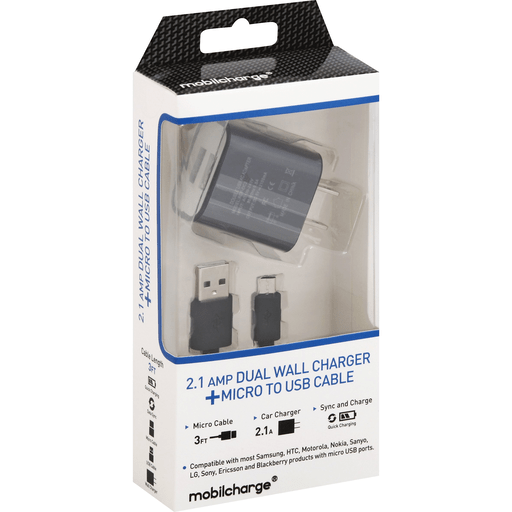 mobilcharge®
2.1 AMP DUAL WALL CHARGER
+MICRO TO USB CABLE
Cable Length
3FT
Quick Charging
2.1 AMP DUAL WALL CHARGER
+MICRO TO USB CABLE
Micro Cable
3FT
Car Charger
2.1A
Sync and Charge
Quick Charging
• Compatible with most Samsung, HTC, Motorola, Nokia, Sanyo,
LG, Sony, Ericsson and Blackberry products with micro USB ports.
mobilcharge®